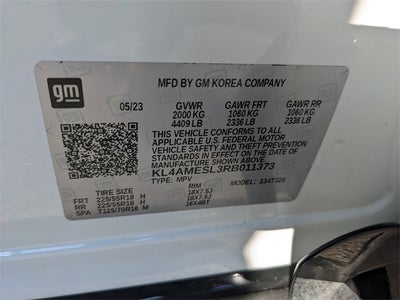 gm
MFD BY GM KOREA COMPANY
05/23 GVWR GAWR FRT GAWR RR
2000 KG 1060 KG 1060 KG
4409 LB 2336 LB 2336 LB
THIS VEHICLE CONFORMS TO ALL
APPLICABLE U.S. FEDERAL MOTOR
VEHICLE SAFETY AND THEFT PREVENTION
STANDARDS IN EFFECT ON THE DATE OF
MANUFACTURE SHOWN ABOVE.
KL4AMESL3RB011373
TYPE: MPV MODEL: 334TS26
TIRE SIZE RIM
FRT 225/55R18 H 18X7.5J
RR 225/55R18 H 18X7.5J
SPA T125/70R16 M 16X4BT